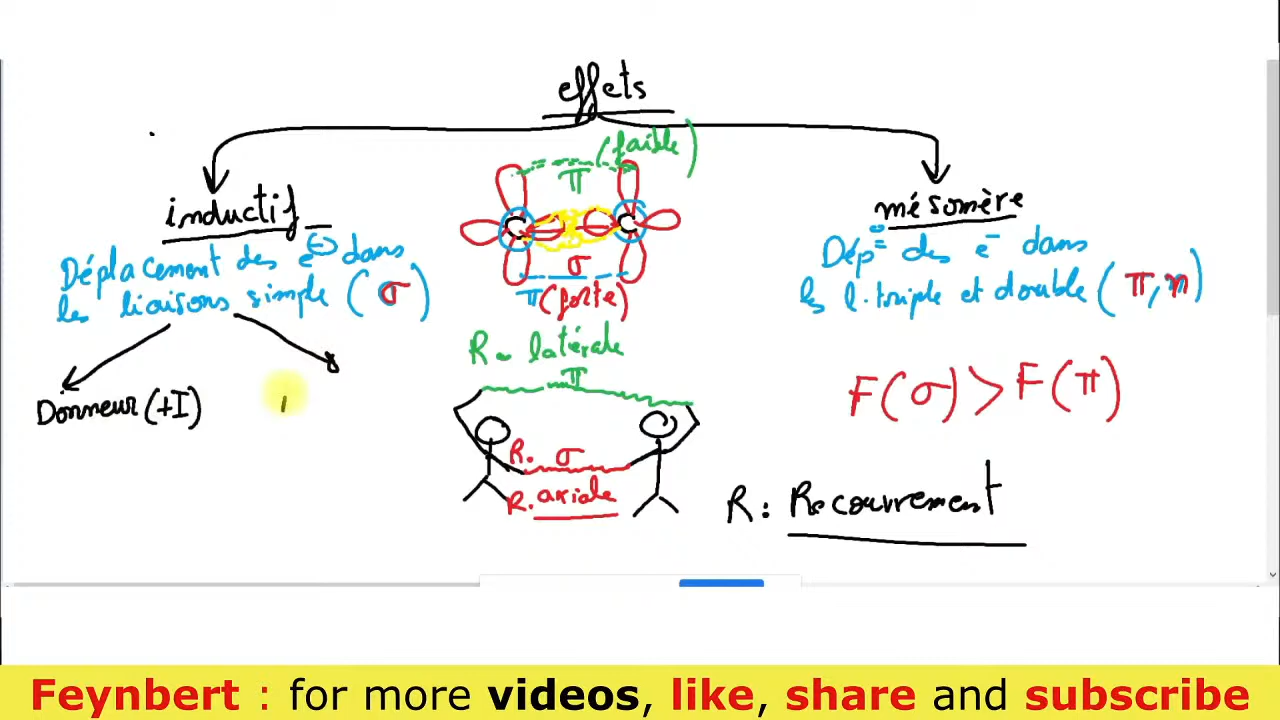 effets
inductif
Déplacement des e⊖ dans
les liaisons simple (σ)
Donneur (+I)
π (faible)
C C
σ
π (forte)
R. latérale
π
R. σ
R. axiale
mésomère
Dép= des e⁻ dans
ls l. triple et double (π, n)
F(σ) > F(π)
R : Recouvrement
Feynbert : for more videos, like, share and subscribe